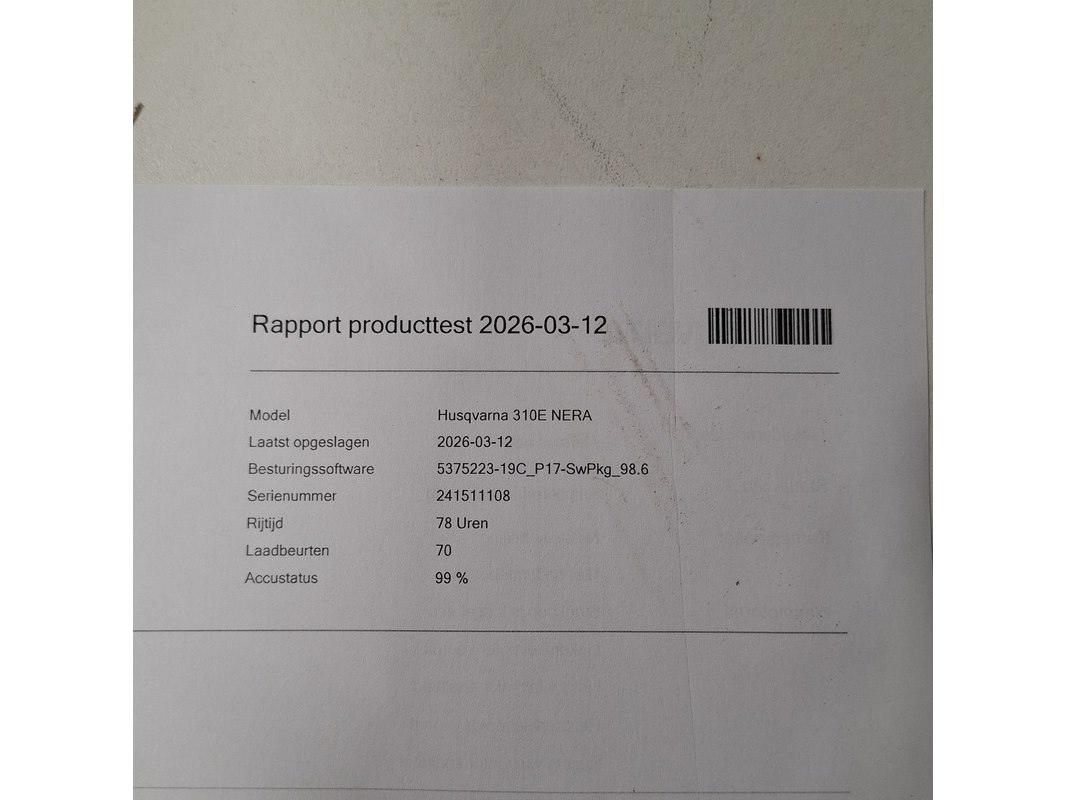 Rapport producttest 2026-03-12
Model Husqvarna 310E NERA
Laatst opgeslagen 2026-03-12
Besturingssoftware 5375223-19C_P17-SwPkg_98.6
Serienummer 241511108
Rijtijd 78 Uren
Laadbeurten 70
Accustatus 99 %